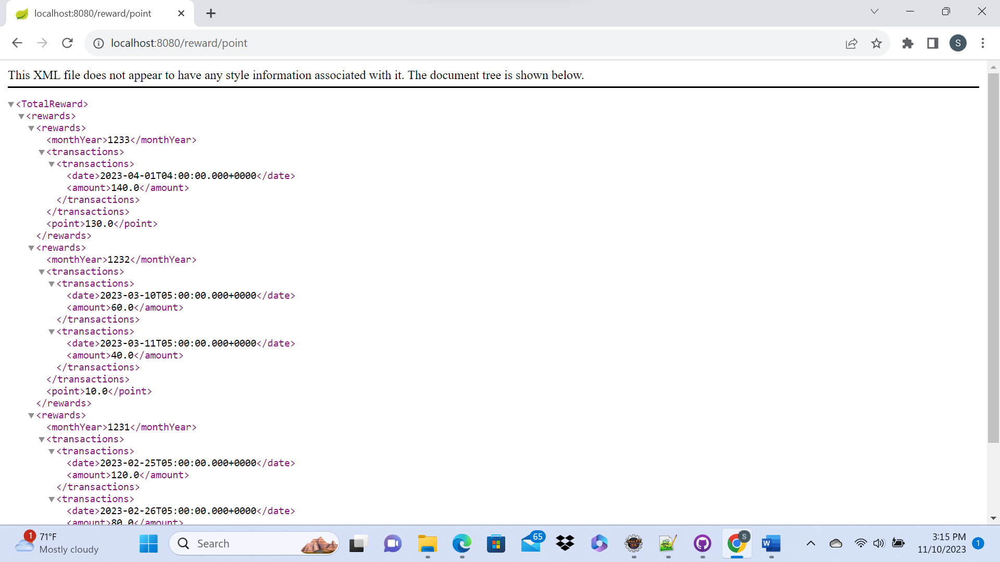 localhost:8080/reward/point
localhost:8080/reward/point
S
This XML file does not appear to have any style information associated with it. The document tree is shown below.
▼<TotalReward>
▼<rewards>
▼<rewards>
<monthYear>1233</monthYear>
▼<transactions>
▼<transactions>
<date>2023-04-01T04:00:00.000+0000</date>
<amount>140.0</amount>
</transactions>
</transactions>
<point>130.0</point>
</rewards>
▼<rewards>
<monthYear>1232</monthYear>
▼<transactions>
▼<transactions>
<date>2023-03-10T05:00:00.000+0000</date>
<amount>60.0</amount>
</transactions>
▼<transactions>
<date>2023-03-11T05:00:00.000+0000</date>
<amount>40.0</amount>
</transactions>
</transactions>
<point>10.0</point>
</rewards>
▼<rewards>
<monthYear>1231</monthYear>
▼<transactions>
▼<transactions>
<date>2023-02-25T05:00:00.000+0000</date>
<amount>120.0</amount>
</transactions>
▼<transactions>
<date>2023-02-26T05:00:00.000+0000</date>
<amount>80.0</amount>
1
71°F
Mostly cloudy
Search
65
Java EE
IDE
S
W
3:15 PM
11/10/2023
1